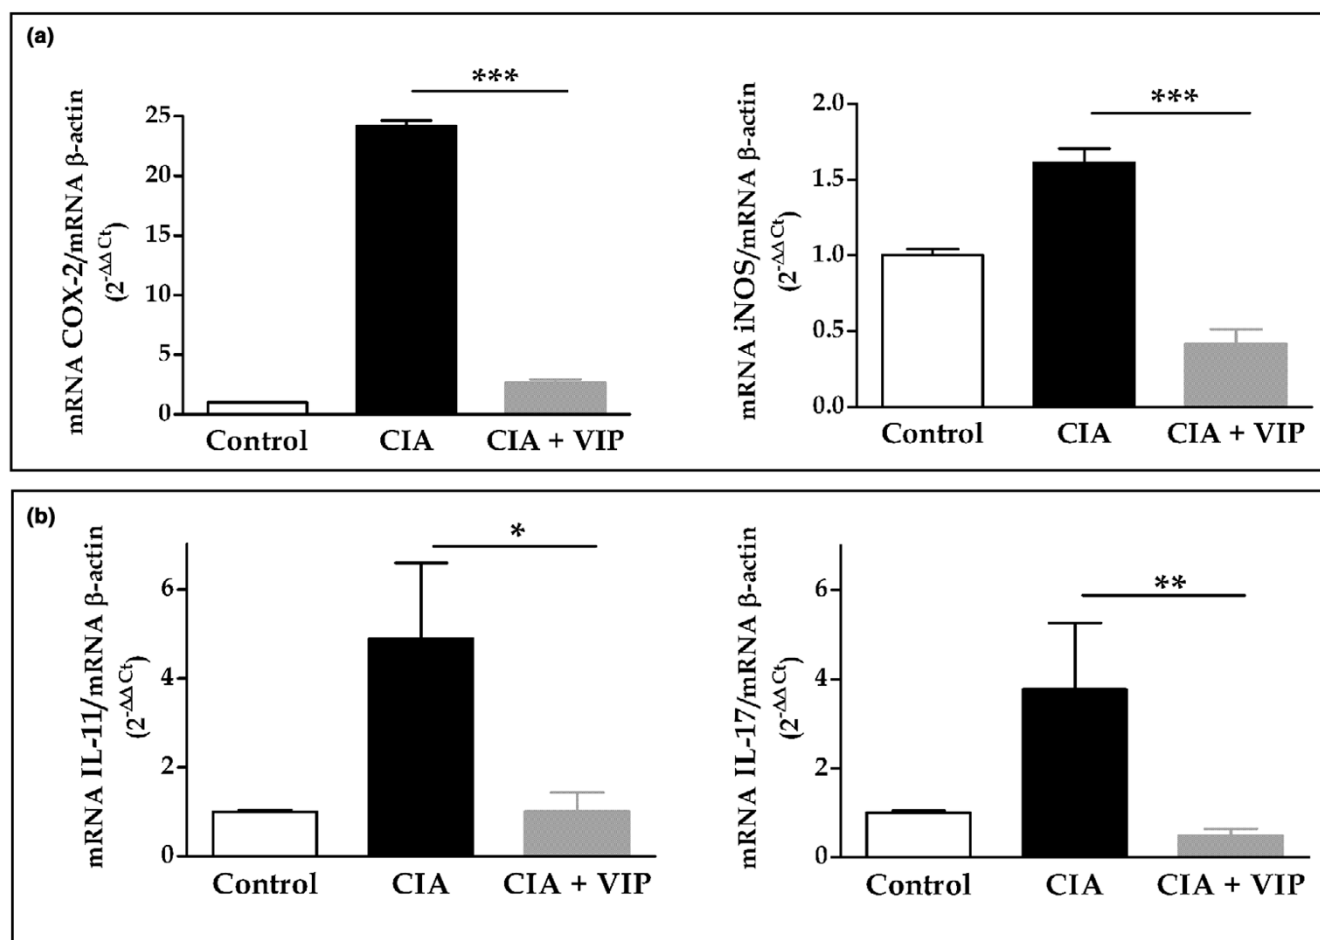 (a)
mRNA COX-2/mRNA β-actin
(2^-ΔΔCt)
25
20
15
10
5
0
***
Control
CIA
CIA + VIP
mRNA iNOS/mRNA β-actin
(2^-ΔΔCt)
2.0
1.5
1.0
0.5
0.0
***
Control
CIA
CIA + VIP
(b)
mRNA IL-11/mRNA β-actin
(2^-ΔΔCt)
6
4
2
0
*
Control
CIA
CIA + VIP
mRNA IL-17/mRNA β-actin
(2^-ΔΔCt)
6
4
2
0
**
Control
CIA
CIA + VIP